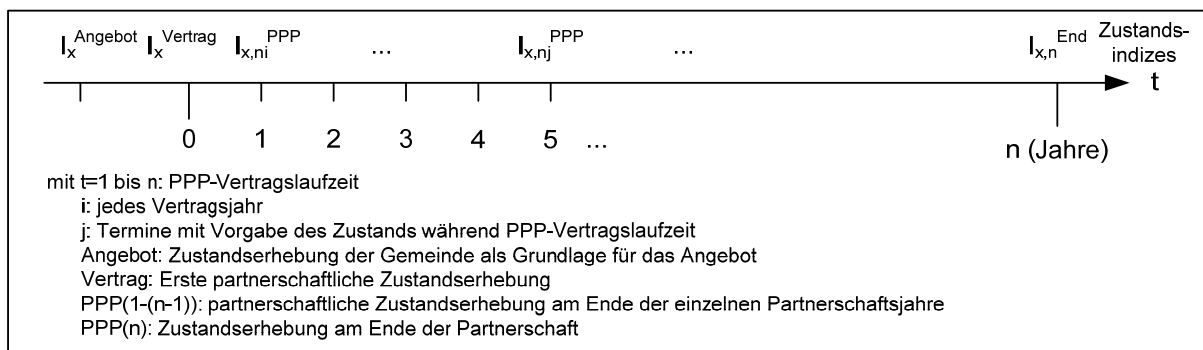 I_x^Angebot I_x^Vertrag I_x,ni^PPP ... I_x,nj^PPP ... I_x,n^End Zustands-
indizes
t
0 1 2 3 4 5 ... n (Jahre)
mit t=1 bis n: PPP-Vertragslaufzeit
i: jedes Vertragsjahr
j: Termine mit Vorgabe des Zustands während PPP-Vertragslaufzeit
Angebot: Zustandserhebung der Gemeinde als Grundlage für das Angebot
Vertrag: Erste partnerschaftliche Zustandserhebung
PPP(1-(n-1)): partnerschaftliche Zustandserhebung am Ende der einzelnen Partnerschaftsjahre
PPP(n): Zustandserhebung am Ende der Partnerschaft